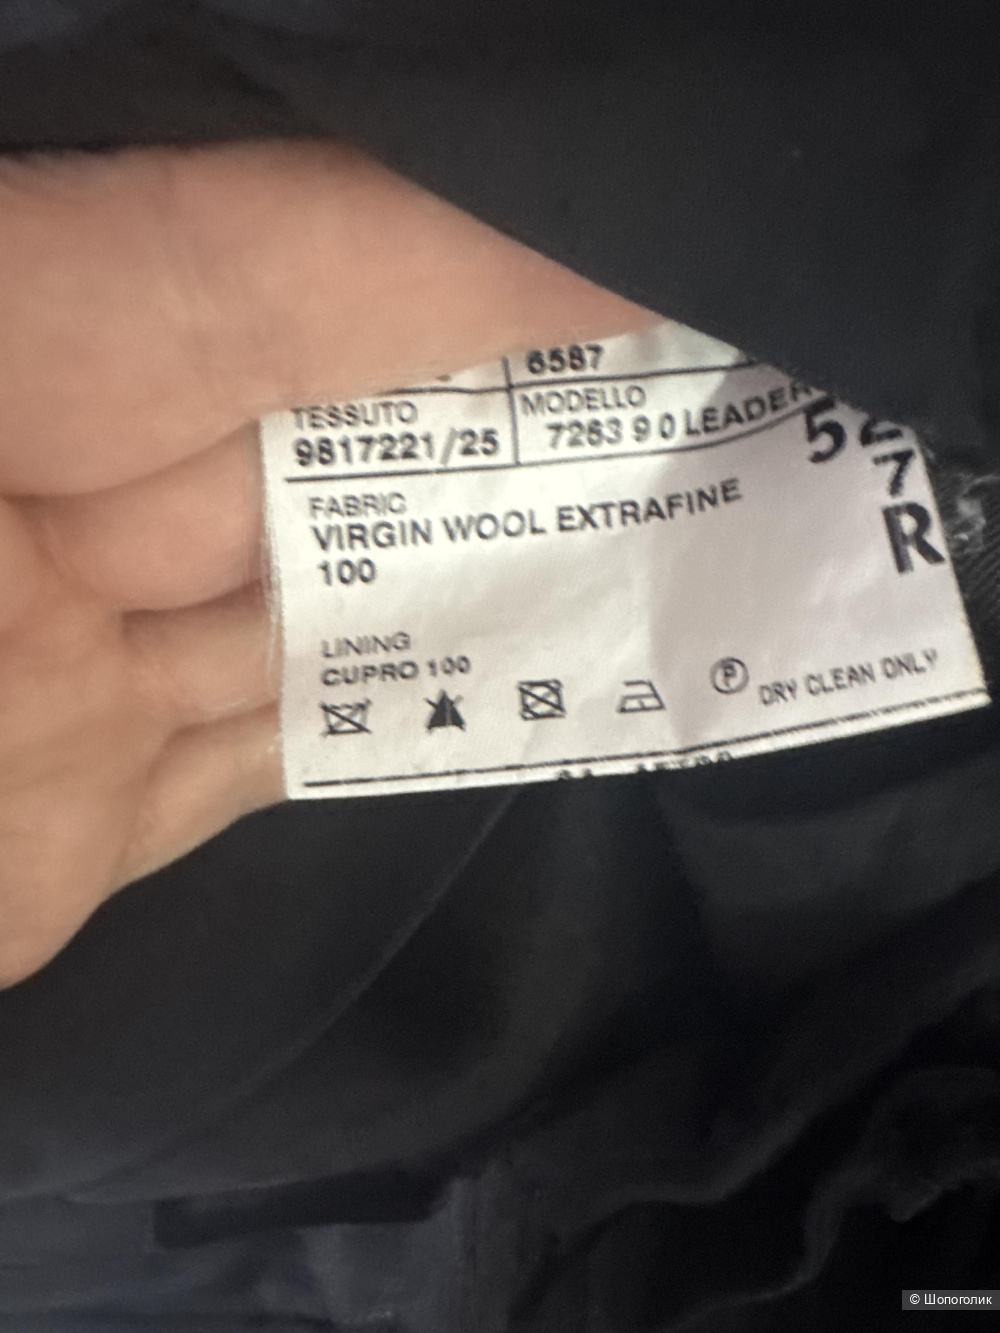 6587
TESSUTO
9817221/25
MODELLO
7263 9 0 LEADER
52
7
R
FABRIC
VIRGIN WOOL EXTRAFINE
100
LINING
CUPRO 100
P DRY CLEAN ONLY
© Шопоголик